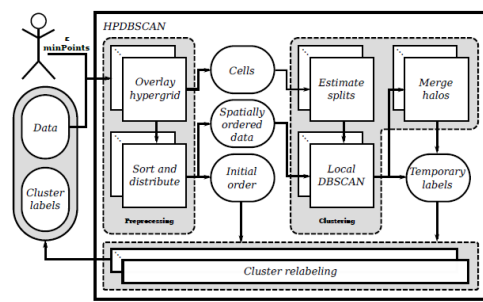 HPDBSCAN
ε
minPoints
Overlay
hypergrid
Cells
Estimate
splits
Merge
halos
Data
Spatially
ordered
data
Sort and
distribute
Initial
order
Local
DBSCAN
Temporary
labels
Cluster
labels
Preprocessing
Clustering
Cluster relabeling